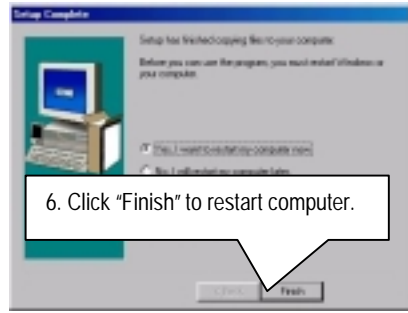 Setup Complete
Setup has finished copying files to your computer.
Before you can use the program, you must restart Windows or
your computer.
Yes, I want to restart my computer now.
No, I will restart my computer later.
6. Click “Finish” to restart computer.
< Back
Finish